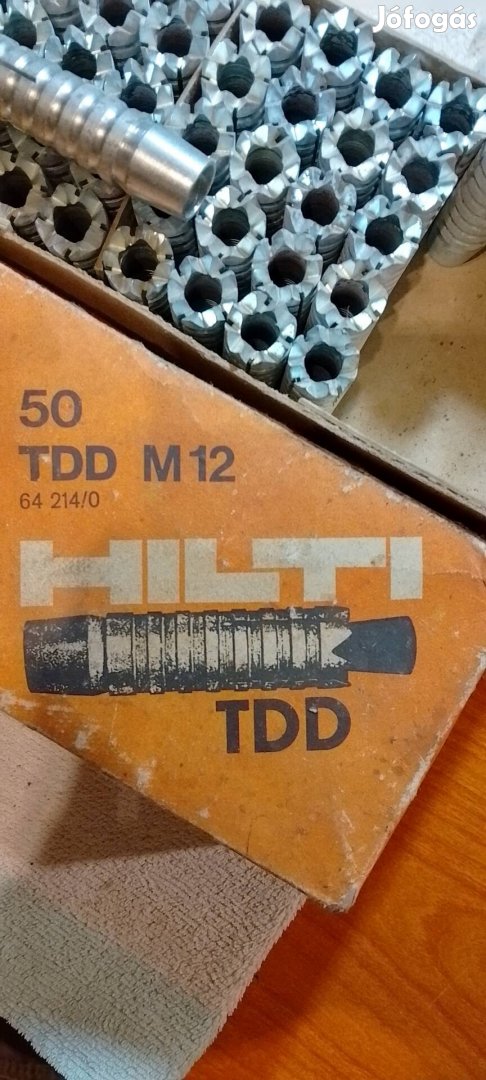 Jófogás
50
TDD M12
64 214/0
HILTI
TDD